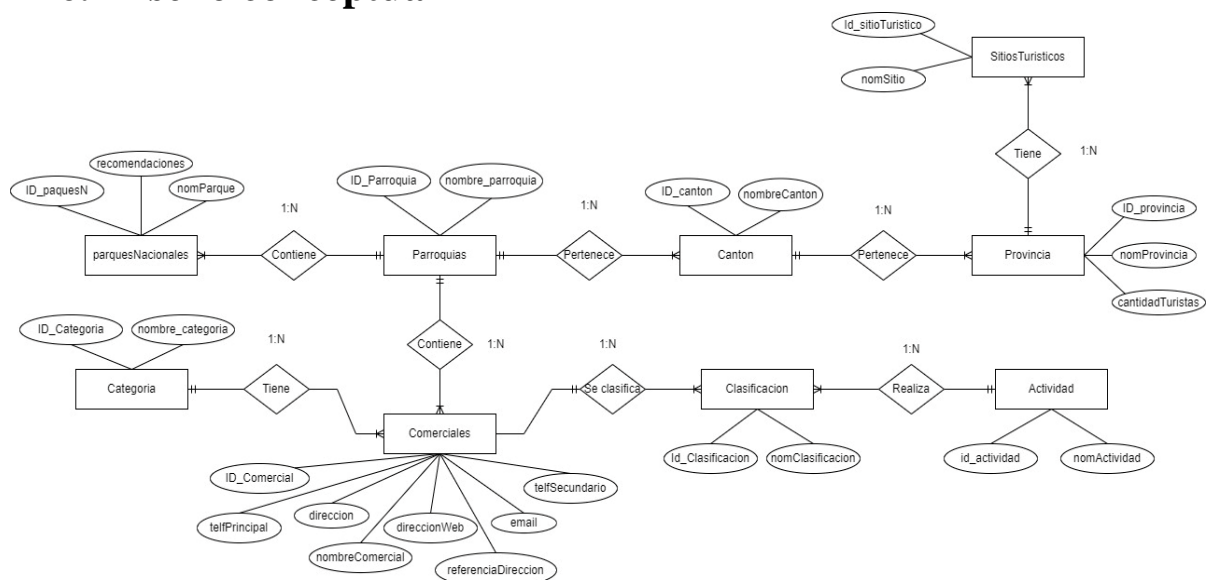 Id_sitioTuristico
SitiosTuristicos
nomSitio
Tiene
1:N
recomendaciones
ID_paquesN
nomParque
1:N
parquesNacionales
Contiene
ID_Parroquia
nombre_parroquia
Parroquias
1:N
Pertenece
ID_canton
nombreCanton
Canton
1:N
Pertenece
ID_provincia
Provincia
nomProvincia
cantidadTuristas
ID_Categoria
nombre_categoria
Categoria
1:N
Tiene
Contiene
1:N
Comerciales
1:N
Se clasifica
Clasificacion
Id_Clasificacion
nomClasificacion
1:N
Realiza
Actividad
id_actividad
nomActividad
ID_Comercial
telfPrincipal
direccion
nombreComercial
direccionWeb
referenciaDireccion
email
telfSecundario